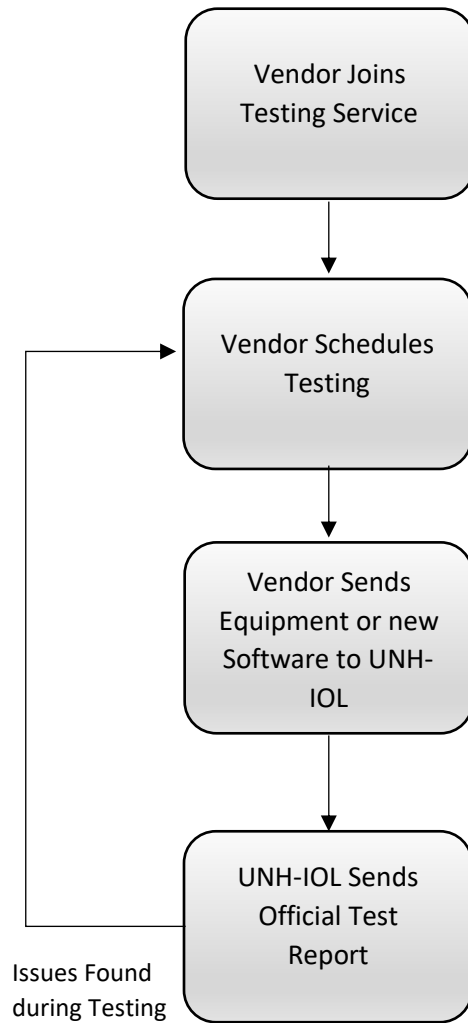 Vendor Joins
Testing Service
Vendor Schedules
Testing
Vendor Sends
Equipment or new
Software to UNH-
IOL
UNH-IOL Sends
Official Test
Report
Issues Found
during Testing